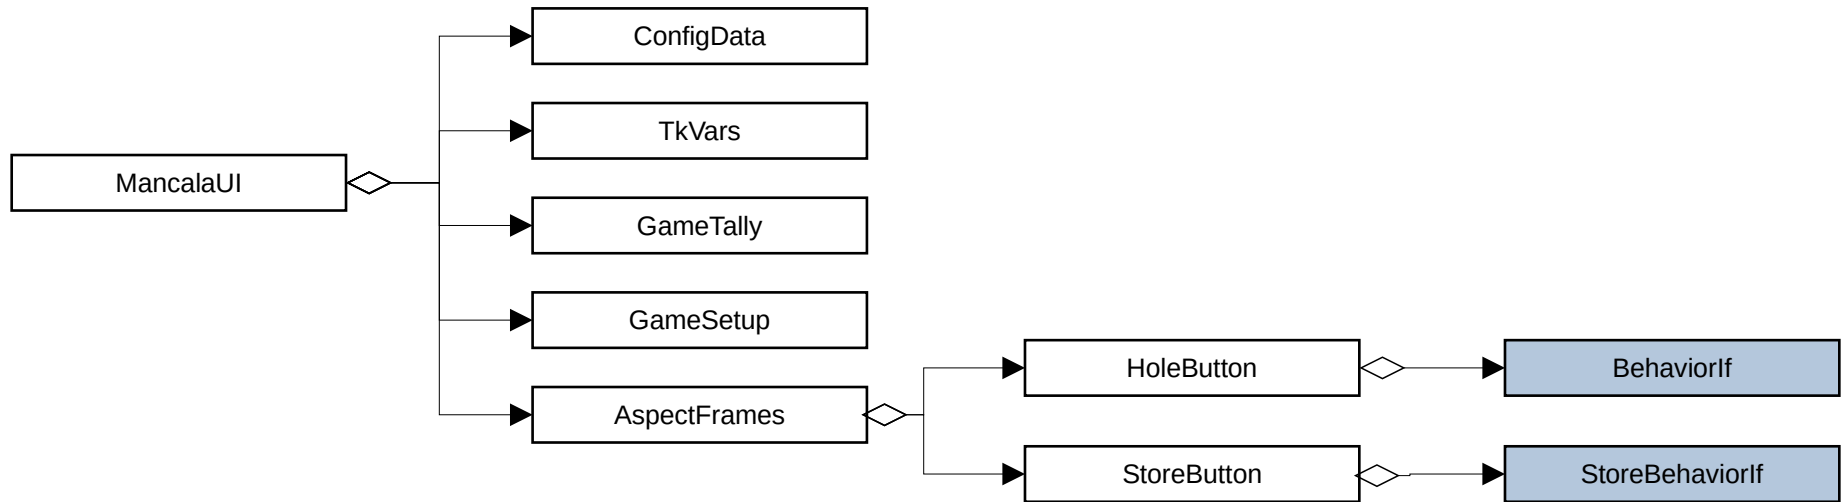 ConfigData
TkVars
MancalaUI
GameTally
GameSetup
HoleButton
BehaviorIf
AspectFrames
StoreButton
StoreBehaviorIf